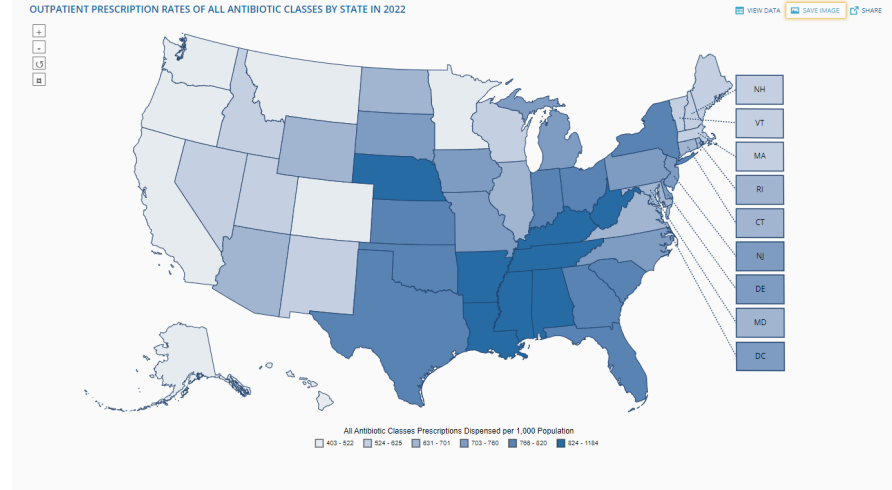 OUTPATIENT PRESCRIPTION RATES OF ALL ANTIBIOTIC CLASSES BY STATE IN 2022
VIEW DATA
SAVE IMAGE
SHARE
+
-
NH
VT
MA
RI
CT
NJ
DE
MD
DC
All Antibiotic Classes Prescriptions Dispensed per 1,000 Population
403 - 522 524 - 625 631 - 701 703 - 760 766 - 820 824 - 1184